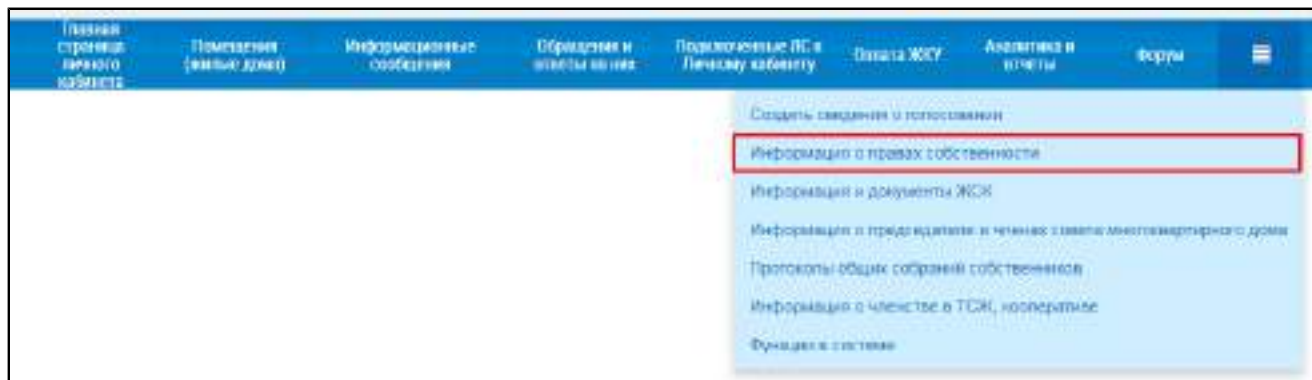 Главная
страница
личного
кабинета
Помещения
(жилые дома)
Информационные
сообщения
Обращения и
ответы на них
Подключенные ЛС к
Личному кабинету
Оплата ЖКУ
Аналитика и
отчеты
Форум
Создать сведения о голосовании
Информация о правах собственности
Информация и документы ЖСК
Информация о председателе и членах совета многоквартирного дома
Протоколы общих собраний собственников
Информация о членстве в ТСЖ, кооперативе
Функции в системе